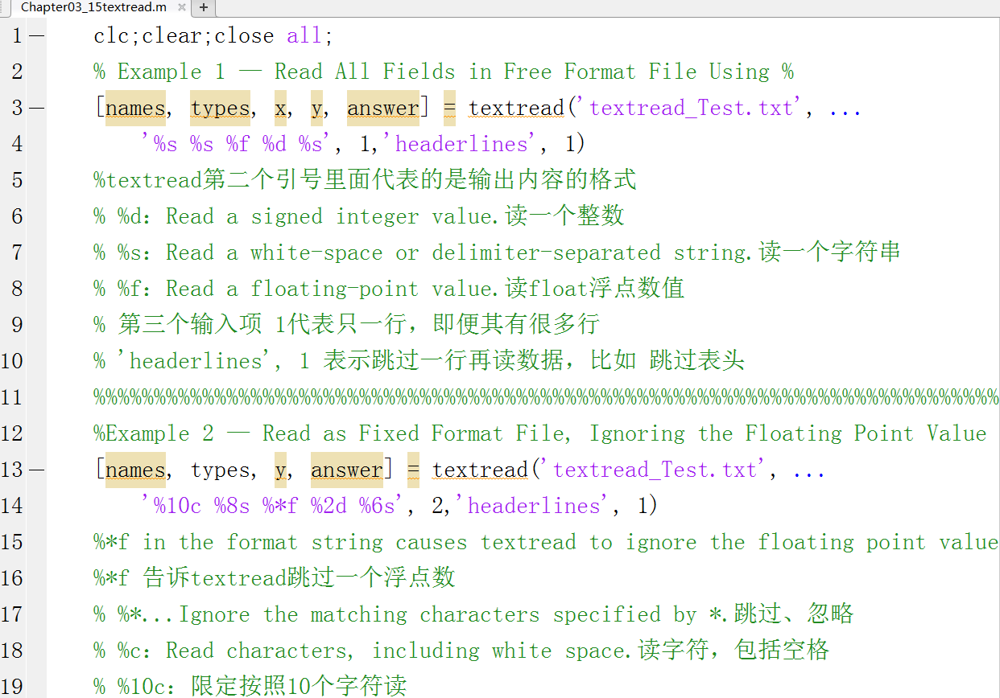 Chapter03_15textread.m × +
1 — clc;clear;close all;
2 % Example 1 — Read All Fields in Free Format File Using %
3 — [names, types, x, y, answer] = textread('textread_Test.txt', ...
4 '%s %s %f %d %s', 1,'headerlines', 1)
5 %textread第二个引号里面代表的是输出内容的格式
6 % %d: Read a signed integer value.读一个整数
7 % %s: Read a white-space or delimiter-separated string.读一个字符串
8 % %f: Read a floating-point value.读float浮点数值
9 % 第三个输入项 1代表只一行，即便其有很多行
10 % 'headerlines', 1 表示跳过一行再读数据，比如 跳过表头
11 %%%%%%%%%%%%%%%%%%%%%%%%%%%%%%%%%%%%%%%%%%%%%%%%%%%%%%%%%%%%%%%%%%%%%%%%%%%
12 %Example 2 — Read as Fixed Format File, Ignoring the Floating Point Value
13 — [names, types, y, answer] = textread('textread_Test.txt', ...
14 '%10c %8s %*f %2d %6s', 2,'headerlines', 1)
15 %*f in the format string causes textread to ignore the floating point value
16 %*f 告诉textread跳过一个浮点数
17 % %*...Ignore the matching characters specified by *.跳过、忽略
18 % %c: Read characters, including white space.读字符，包括空格
19 % %10c: 限定按照10个字符读